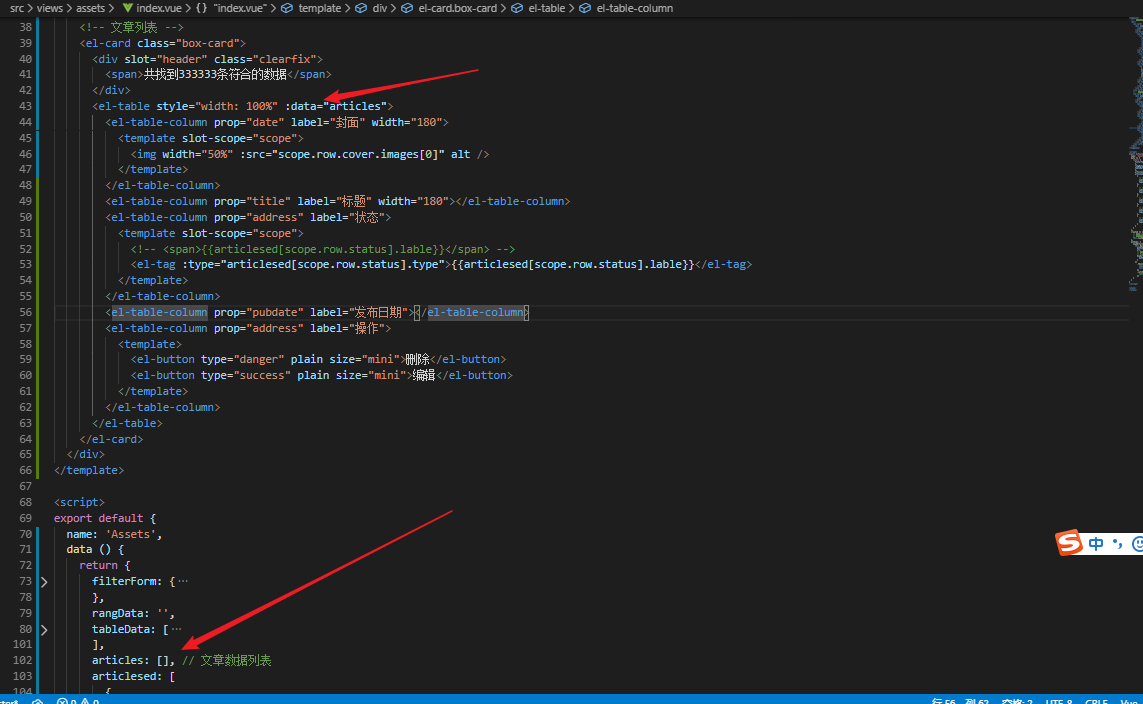 src > views > assets > index.vue > {} "index.vue" > template > div > el-card.box-card > el-table > el-table-column
38 <!-- 文章列表 -->
39 <el-card class="box-card">
40 <div slot="header" class="clearfix">
41 <span>共找到333333条符合的数据</span>
42 </div>
43 <el-table style="width: 100%" :data="articles">
44 <el-table-column prop="date" label="封面" width="180">
45 <template slot-scope="scope">
46 <img width="50%" :src="scope.row.cover.images[0]" alt />
47 </template>
48 </el-table-column>
49 <el-table-column prop="title" label="标题" width="180"></el-table-column>
50 <el-table-column prop="address" label="状态">
51 <template slot-scope="scope">
52 <!-- <span>{{articlesed[scope.row.status].lable}}</span> -->
53 <el-tag :type="articlesed[scope.row.status].type">{{articlesed[scope.row.status].lable}}</el-tag>
54 </template>
55 </el-table-column>
56 <el-table-column prop="pubdate" label="发布日期"></el-table-column>
57 <el-table-column prop="address" label="操作">
58 <template>
59 <el-button type="danger" plain size="mini">删除</el-button>
60 <el-button type="success" plain size="mini">编辑</el-button>
61 </template>
62 </el-table-column>
63 </el-table>
64 </el-card>
65 </div>
66 </template>
67
68 <script>
69 export default {
70 name: 'Assets',
71 data () {
72 return {
73 filterForm: {…
78 },
79 rangData: '',
80 tableData: […
101 ],
102 articles: [], // 文章数据列表
103 articlesed: [
104 {
S 中 °,
0 0 行 56, 列 62 空格: 2 UTF-8 CRLF Vue